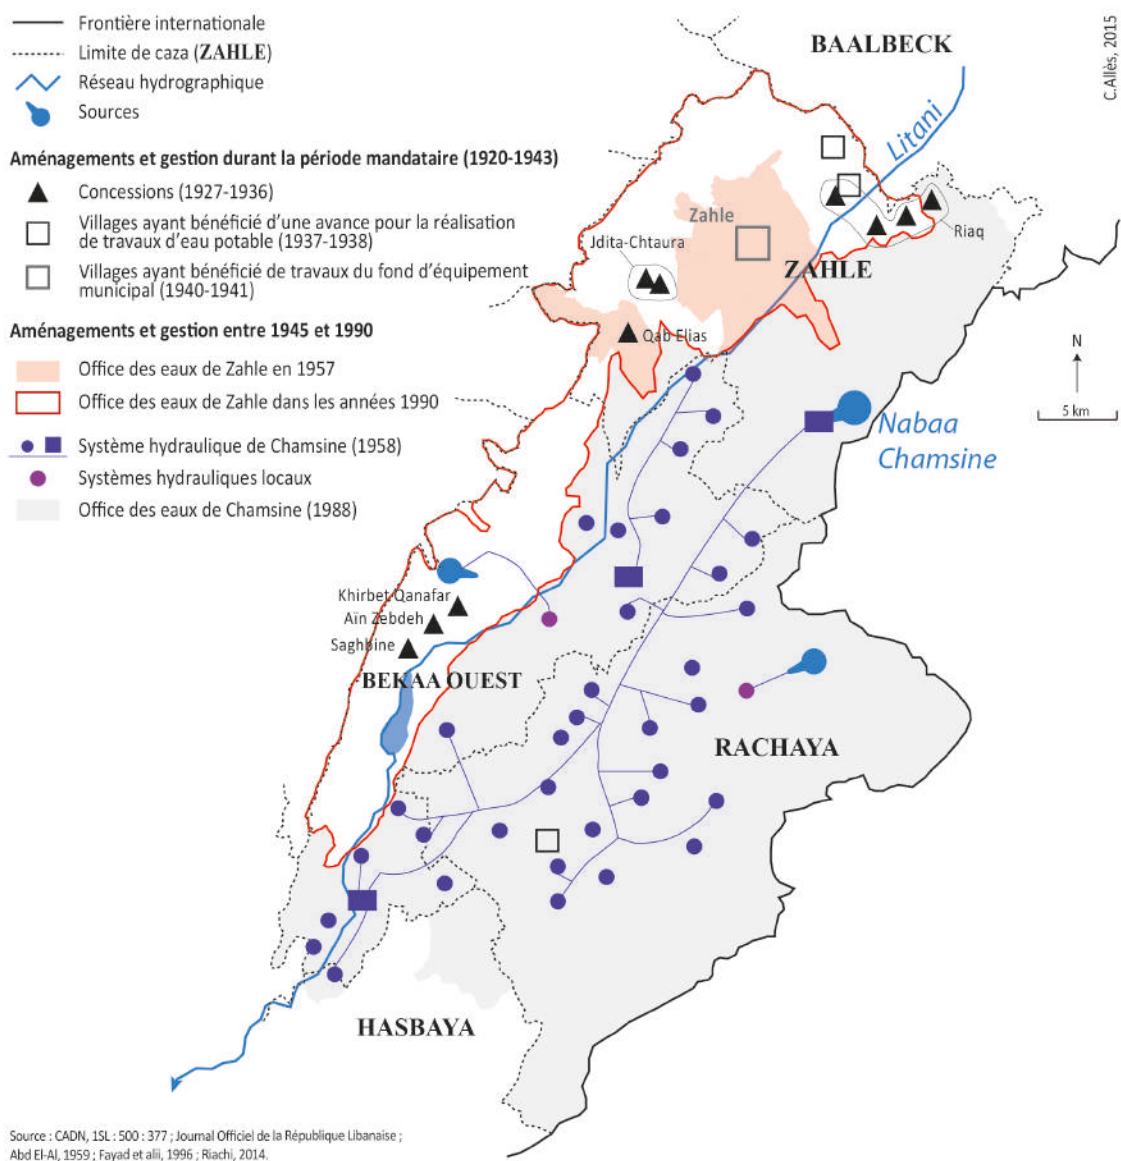 Frontière internationale
Limite de caza (ZAHLE)
Réseau hydrographique
Sources
Aménagements et gestion durant la période mandataire (1920-1943)
Concessions (1927-1936)
Villages ayant bénéficié d'une avance pour la réalisation
de travaux d'eau potable (1937-1938)
Villages ayant bénéficié de travaux du fond d'équipement
municipal (1940-1941)
Aménagements et gestion entre 1945 et 1990
Office des eaux de Zahle en 1957
Office des eaux de Zahle dans les années 1990
Système hydraulique de Chamsine (1958)
Systèmes hydrauliques locaux
Office des eaux de Chamsine (1988)
BAALBECK
C.Allès, 2015
Litani
Zahle
Riaq
Jdita-Chtaura
ZAHLE
Qab Elias
N
5 km
Nabaa
Chamsine
Khirbet Qanafar
Aïn Zebdeh
Saghbine
BEKAA OUEST
RACHAYA
HASBAYA
Source : CADN, 1SL : 500 : 377 ; Journal Officiel de la République Libanaise ;
Abd El-Al, 1959 ; Fayad et alii, 1996 ; Riachi, 2014.